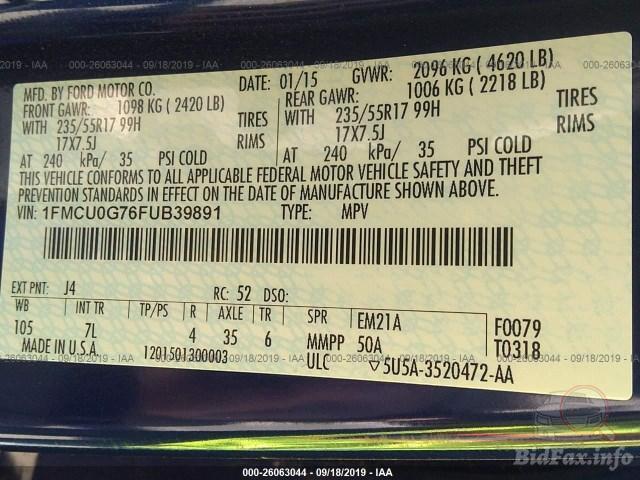 000-26063044 - 09/18/2019 - IAA
MFD. BY FORD MOTOR CO. DATE: 01/15 GVWR: 2096 KG ( 4620 LB)
FRONT GAWR: 1098 KG ( 2420 LB) REAR GAWR: 1006 KG ( 2218 LB)
WITH 235/55R17 99H TIRES WITH 235/55R17 99H TIRES
17X7.5J RIMS 17X7.5J RIMS
AT 240 kPa/ 35 PSI COLD AT 240 kPa/ 35 PSI COLD
THIS VEHICLE CONFORMS TO ALL APPLICABLE FEDERAL MOTOR VEHICLE SAFETY AND THEFT
PREVENTION STANDARDS IN EFFECT ON THE DATE OF MANUFACTURE SHOWN ABOVE.
VIN: 1FMCU0G76FUB39891 TYPE: MPV
EXT PNT: J4 RC: 52 DSO:
WB INT TR TP/PS R AXLE TR SPR EM21A F0079
105 7L 4 35 6 MMPP 50A T0318
MADE IN U.S.A. 1201501300003 ULC 5U5A-3520472-AA
000-26063044 - 09/18/2019 - IAA
BidFax.info